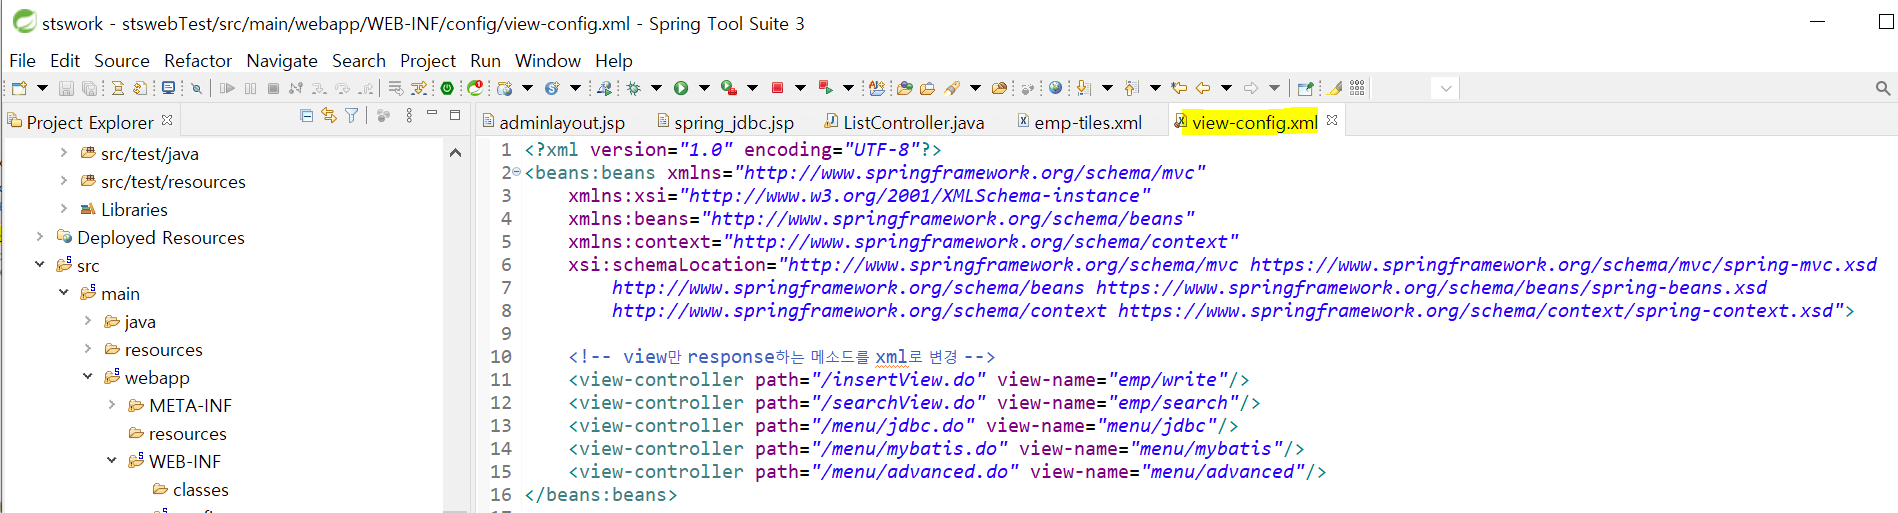 stswork - stswebTest/src/main/webapp/WEB-INF/config/view-config.xml - Spring Tool Suite 3
File Edit Source Refactor Navigate Search Project Run Window Help
Project Explorer
src/test/java
src/test/resources
Libraries
Deployed Resources
src
main
java
resources
webapp
META-INF
resources
WEB-INF
classes
adminlayout.jsp spring_jdbc.jsp ListController.java emp-tiles.xml view-config.xml
1 <?xml version="1.0" encoding="UTF-8"?>
2 <beans:beans xmlns="http://www.springframework.org/schema/mvc"
3 xmlns:xsi="http://www.w3.org/2001/XMLSchema-instance"
4 xmlns:beans="http://www.springframework.org/schema/beans"
5 xmlns:context="http://www.springframework.org/schema/context"
6 xsi:schemaLocation="http://www.springframework.org/schema/mvc https://www.springframework.org/schema/mvc/spring-mvc.xsd
7 http://www.springframework.org/schema/beans https://www.springframework.org/schema/beans/spring-beans.xsd
8 http://www.springframework.org/schema/context https://www.springframework.org/schema/context/spring-context.xsd">
9
10 <!-- view만 response하는 메소드를 xml로 변경 -->
11 <view-controller path="/insertView.do" view-name="emp/write"/>
12 <view-controller path="/searchView.do" view-name="emp/search"/>
13 <view-controller path="/menu/jdbc.do" view-name="menu/jdbc"/>
14 <view-controller path="/menu/mybatis.do" view-name="menu/mybatis"/>
15 <view-controller path="/menu/advanced.do" view-name="menu/advanced"/>
16 </beans:beans>